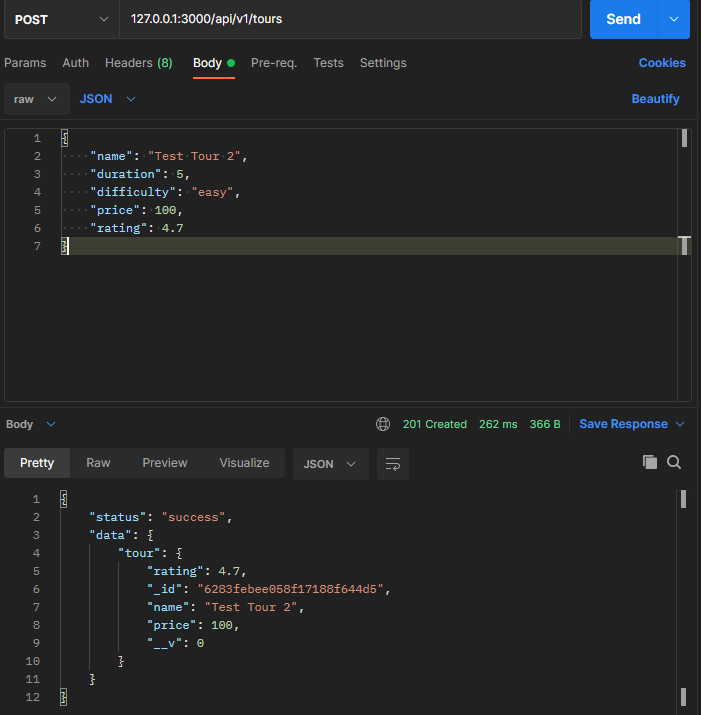 POST 127.0.0.1:3000/api/v1/tours Send
Params Auth Headers (8) Body Pre-req. Tests Settings Cookies
raw JSON Beautify
1 {
2 "name": "Test Tour 2",
3 "duration": 5,
4 "difficulty": "easy",
5 "price": 100,
6 "rating": 4.7
7 }
Body 201 Created 262 ms 366 B Save Response
Pretty Raw Preview Visualize JSON
1 {
2 "status": "success",
3 "data": {
4 "tour": {
5 "rating": 4.7,
6 "_id": "6283febee058f17188f644d5",
7 "name": "Test Tour 2",
8 "price": 100,
9 "__v": 0
10 }
11 }
12 }